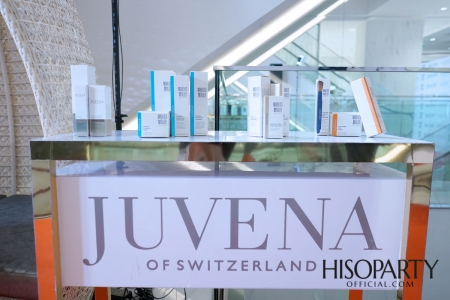 JUVENA
OF SWITZERLAND
HISOPARTY
OFFICIAL.COM